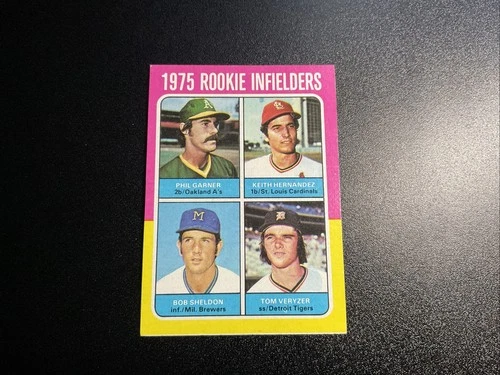 1975 ROOKIE INFIELDERS
A's
STL
PHIL GARNER
2b/Oakland A's
KEITH HERNANDEZ
1b/St. Louis Cardinals
M
D
BOB SHELDON
inf./Mil. Brewers
TOM VERYZER
ss/Detroit Tigers